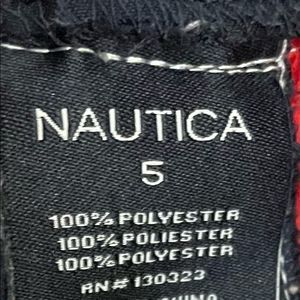 NAUTICA
5
100% POLYESTER
100% POLIESTER
100% POLYESTER
RN# 130323